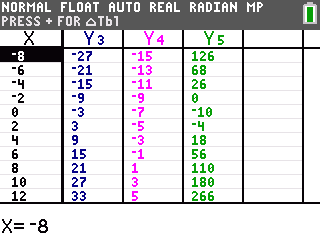 NORMAL FLOAT AUTO REAL RADIAN MP
PRESS + FOR △Tbl
X Y3 Y4 Y5
-8 -27 -15 126
-6 -21 -13 68
-4 -15 -11 26
-2 -9 -9 0
0 -3 -7 -10
2 3 -5 -4
4 9 -3 18
6 15 -1 56
8 21 1 110
10 27 3 180
12 33 5 266
X= -8